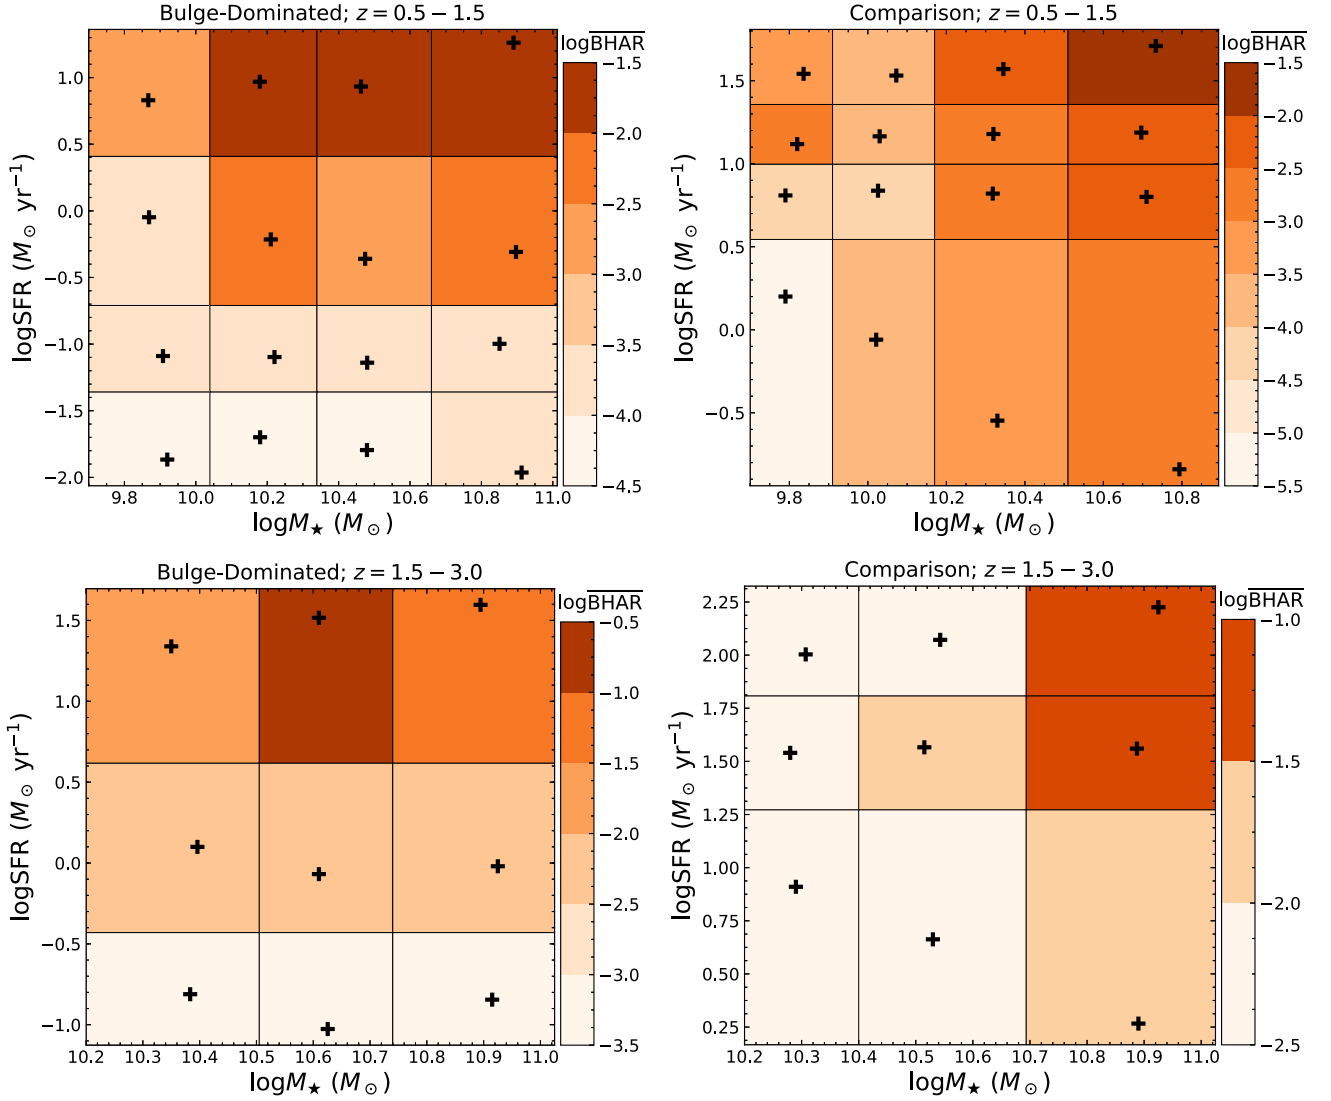 Bulge-Dominated; z = 0.5 − 1.5
logBHAR
1.0
0.5
0.0
−0.5
−1.0
−1.5
−2.0
logSFR (M⊙ yr−1)
9.8 10.0 10.2 10.4 10.6 10.8 11.0
logM★ (M⊙)
−1.5
−2.0
−2.5
−3.0
−3.5
−4.0
−4.5
Comparison; z = 0.5 − 1.5
logBHAR
1.5
1.0
0.5
0.0
−0.5
logSFR (M⊙ yr−1)
9.8 10.0 10.2 10.4 10.6 10.8
logM★ (M⊙)
−1.5
−2.0
−2.5
−3.0
−3.5
−4.0
−4.5
−5.0
−5.5
Bulge-Dominated; z = 1.5 − 3.0
logBHAR
1.5
1.0
0.5
0.0
−0.5
−1.0
logSFR (M⊙ yr−1)
10.2 10.3 10.4 10.5 10.6 10.7 10.8 10.9 11.0
logM★ (M⊙)
−0.5
−1.0
−1.5
−2.0
−2.5
−3.0
−3.5
Comparison; z = 1.5 − 3.0
logBHAR
2.25
2.00
1.75
1.50
1.25
1.00
0.75
0.50
0.25
logSFR (M⊙ yr−1)
10.2 10.3 10.4 10.5 10.6 10.7 10.8 10.9 11.0
logM★ (M⊙)
−1.0
−1.5
−2.0
−2.5